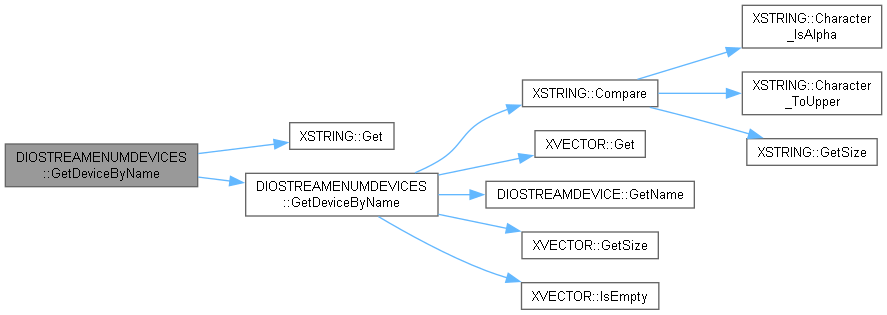 DIOSTREAMENUMDEVICES
::GetDeviceByName
XSTRING::Get
DIOSTREAMENUMDEVICES
::GetDeviceByName
XSTRING::Compare
XVECTOR::Get
DIOSTREAMDEVICE::GetName
XVECTOR::GetSize
XVECTOR::IsEmpty
XSTRING::Character
_IsAlpha
XSTRING::Character
_ToUpper
XSTRING::GetSize